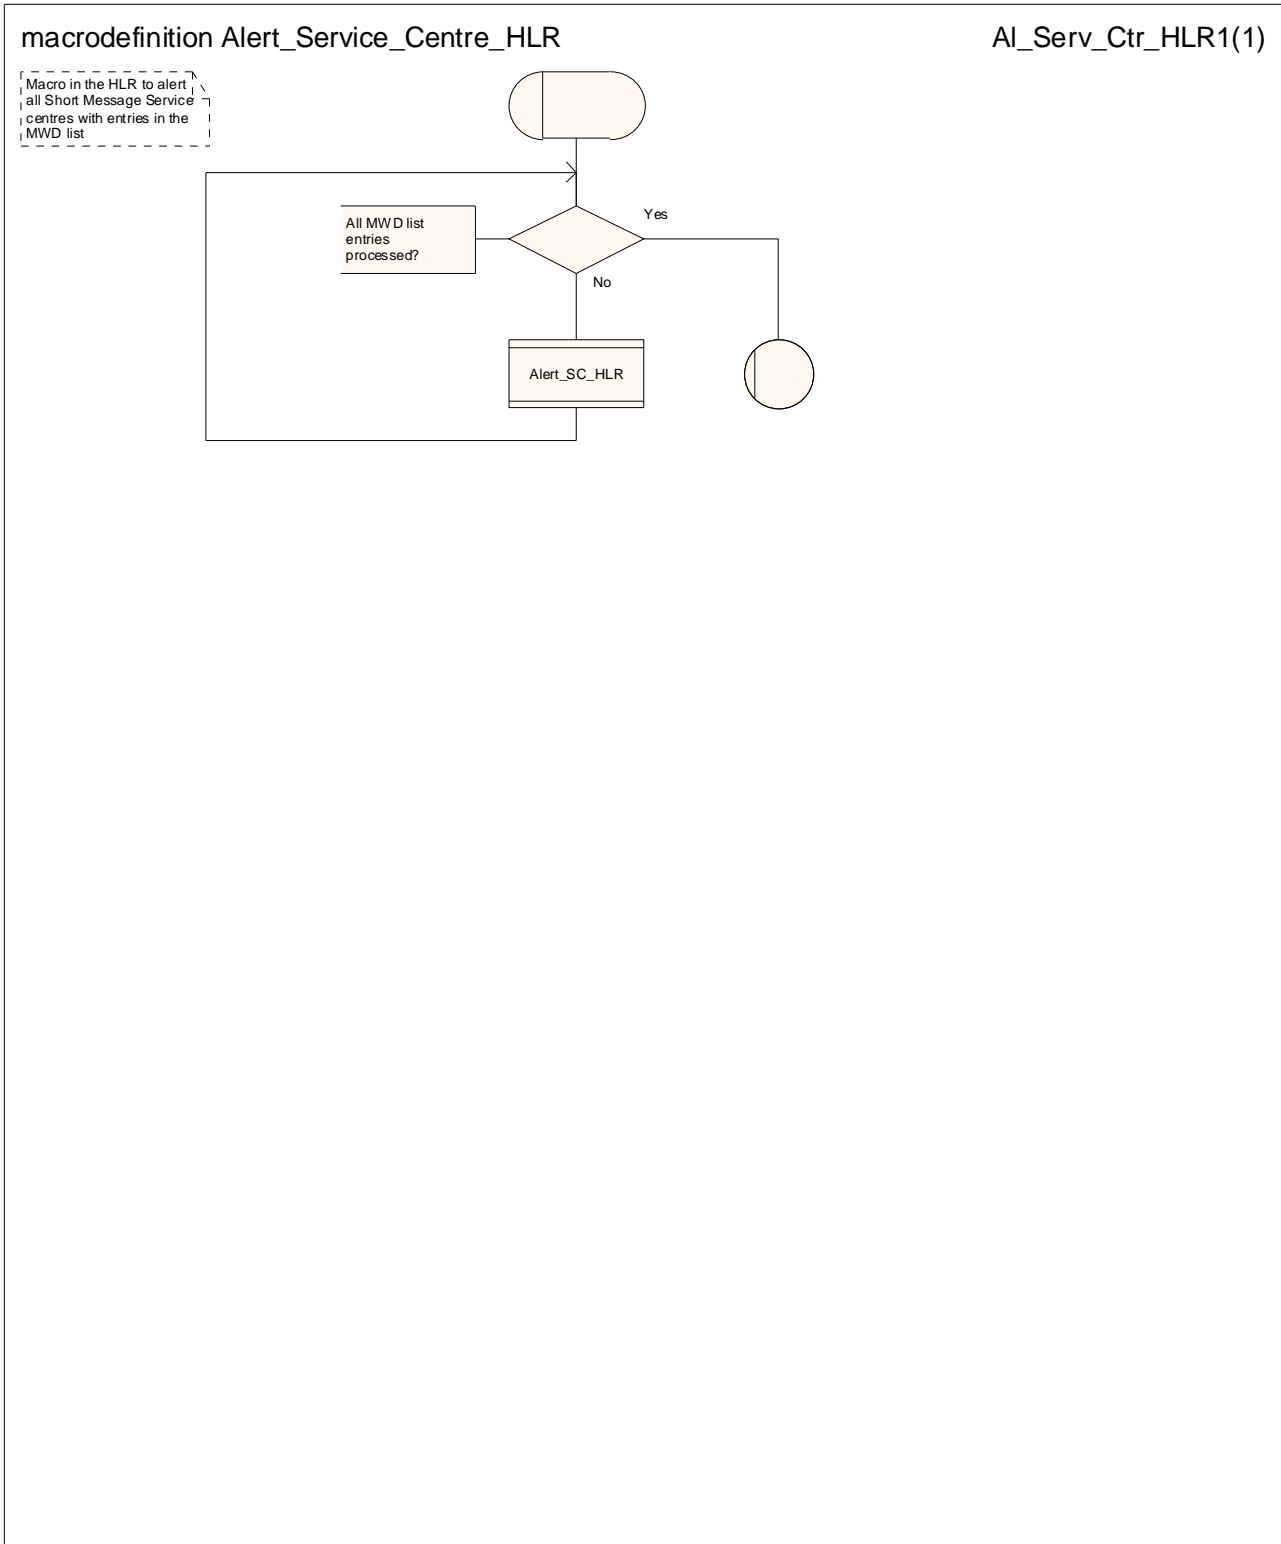 macrodefinition Alert_Service_Centre_HLR
Al_Serv_Ctr_HLR1(1)
Macro in the HLR to alert
all Short Message Service
centres with entries in the
MWD list
All MWD list
entries
processed?
Yes
No
Alert_SC_HLR